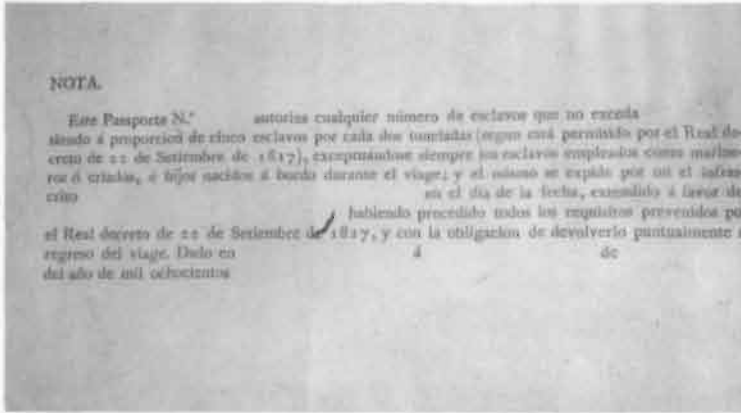 NOTA.
Este Pasaporte N.º autoriza cualquier número de esclavos que no exceda
siendo á proporcion de cinco esclavos por cada dos toneladas (segun está permitido por el Real de-
creto de 22 de Setiembre de 1817), exceptuándose siempre los esclavos empleados como marine-
ros ó criados, ó hijos nacidos á bordo durante el viage; y el mismo se expide por mí el infras-
crito en el dia de la fecha, extendido á favor de
habiendo precedido todos los requisitos prevenidos po
el Real decreto de 22 de Setiembre de 1817, y con la obligacion de devolverlo puntualmente
regreso del viage. Dado en á de
del año de mil ochocientos